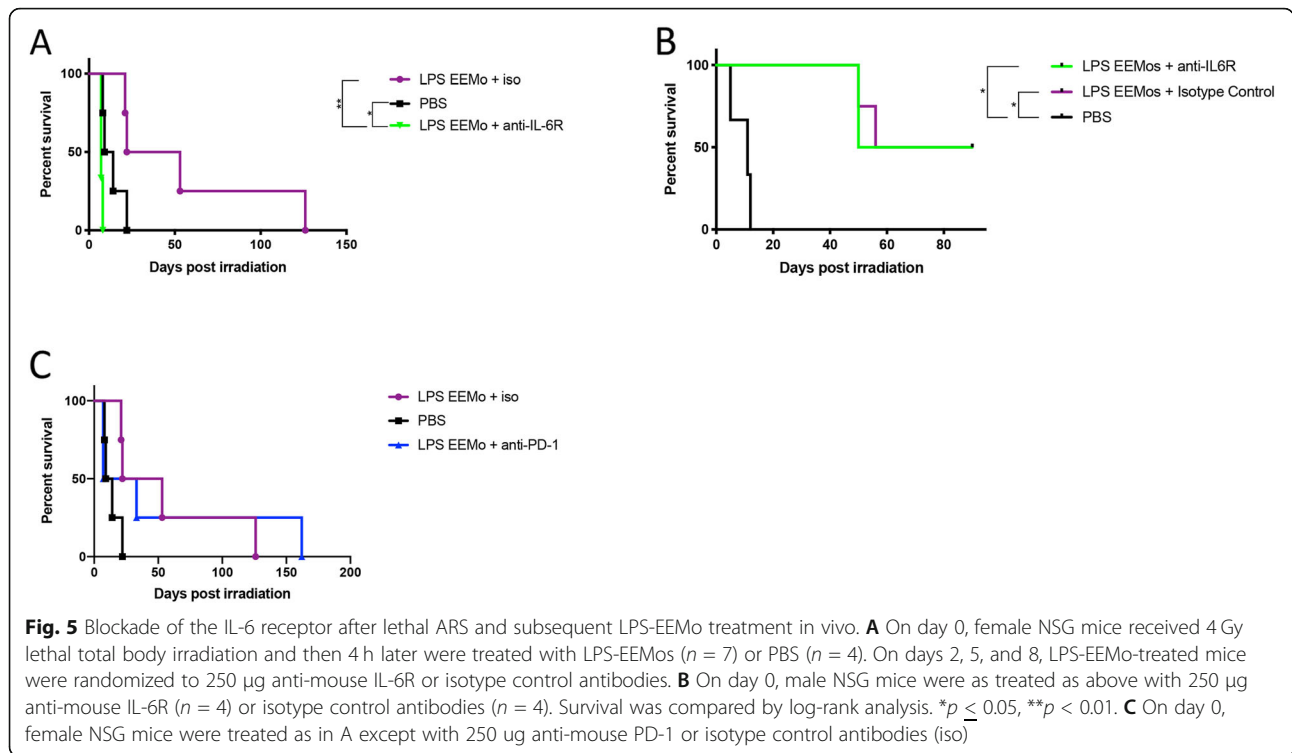 A
100
50
0
Percent survival
0
50
100
150
Days post irradiation
LPS EEMo + iso
PBS
LPS EEMo + anti-IL-6R
**
*
B
100
50
0
Percent survival
0
20
40
60
80
Days post irradiation
LPS EEMos + anti-IL6R
LPS EEMos + Isotype Control
PBS
*
*
C
100
50
0
Percent survival
0
50
100
150
200
Days post irradiation
LPS EEMo + iso
PBS
LPS EEMo + anti-PD-1
Fig. 5 Blockade of the IL-6 receptor after lethal ARS and subsequent LPS-EEMo treatment in vivo. A On day 0, female NSG mice received 4 Gy
lethal total body irradiation and then 4 h later were treated with LPS-EEMos (n = 7) or PBS (n = 4). On days 2, 5, and 8, LPS-EEMo-treated mice
were randomized to 250 μg anti-mouse IL-6R or isotype control antibodies. B On day 0, male NSG mice were as treated as above with 250 μg
anti-mouse IL-6R (n = 4) or isotype control antibodies (n = 4). Survival was compared by log-rank analysis. *p ≤ 0.05, **p < 0.01. C On day 0,
female NSG mice were treated as in A except with 250 ug anti-mouse PD-1 or isotype control antibodies (iso)